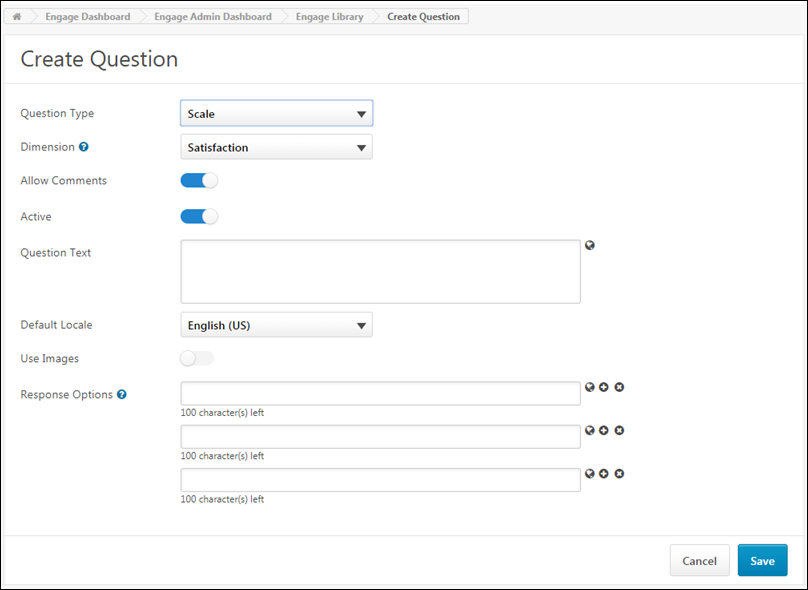 Engage Dashboard Engage Admin Dashboard Engage Library Create Question
Create Question
Question Type Scale
Dimension Satisfaction
Allow Comments
Active
Question Text
Default Locale English (US)
Use Images
Response Options
100 character(s) left
100 character(s) left
100 character(s) left
Cancel Save